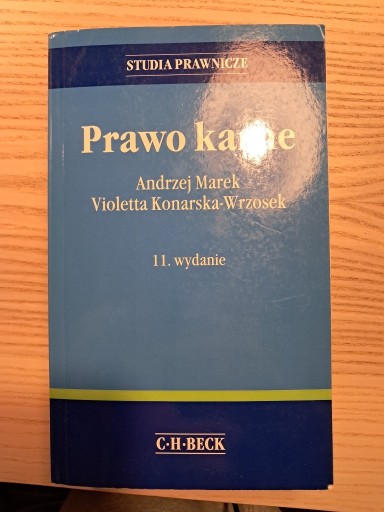 STUDIA PRAWNICZE
Prawo karne
Andrzej Marek
Violetta Konarska-Wrzosek
11. wydanie
C·H·BECK